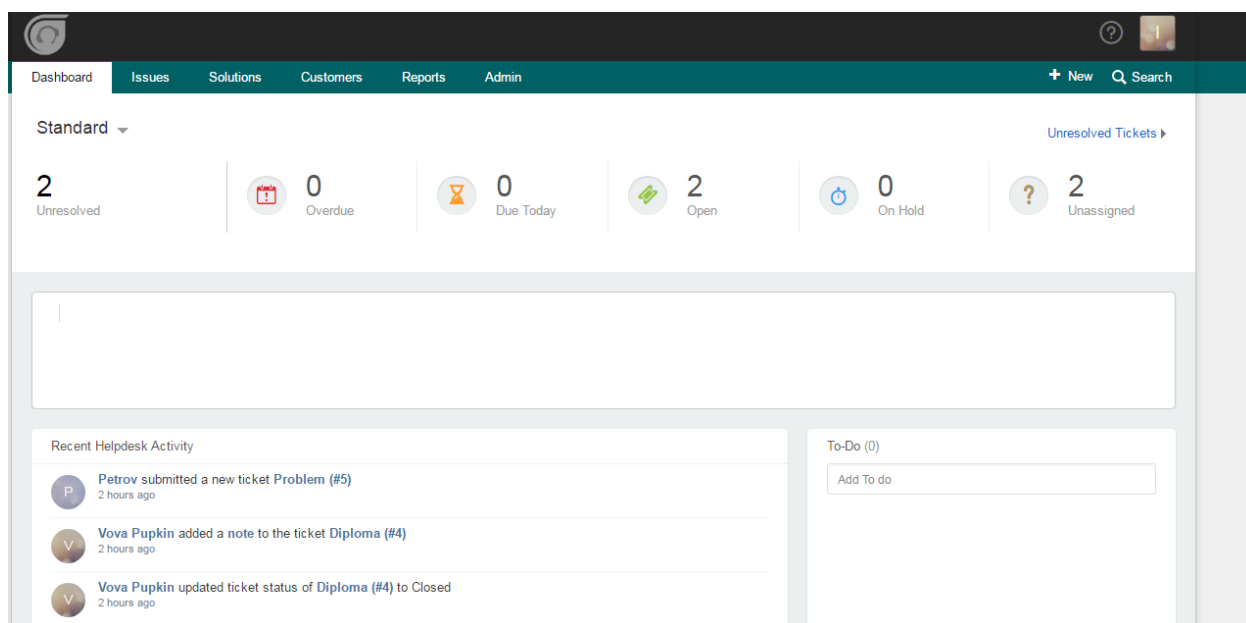 ?
I
Dashboard Issues Solutions Customers Reports Admin + New Search
Standard
Unresolved Tickets
2 0 0 2 0 ? 2
Unresolved Overdue Due Today Open On Hold Unassigned
Recent Helpdesk Activity
To-Do (0)
P
Petrov submitted a new ticket Problem (#5)
2 hours ago
Add To do
V
Vova Pupkin added a note to the ticket Diploma (#4)
2 hours ago
V
Vova Pupkin updated ticket status of Diploma (#4) to Closed
2 hours ago